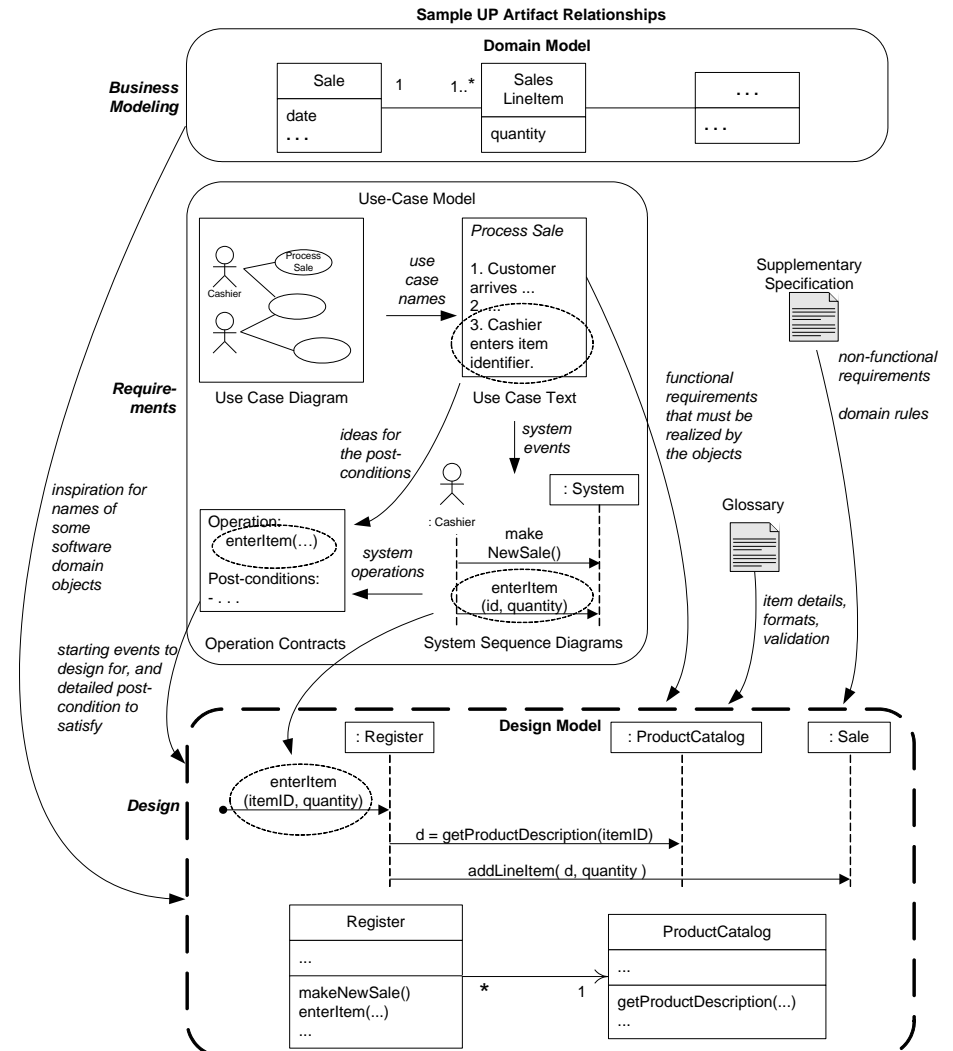 Sample UP Artifact Relationships
Domain Model
Business
Modeling
Sale
date
. . .
1
1..*
Sales
LineItem
quantity
. . .
. . .
Use-Case Model
Process
Sale
Cashier
Use Case Diagram
use
case
names
Process Sale
1. Customer
arrives ...
2. ...
3. Cashier
enters item
identifier.
Use Case Text
Supplementary
Specification
non-functional
requirements
domain rules
Require-
ments
functional
requirements
that must be
realized by
the objects
ideas for
the post-
conditions
system
events
: Cashier
: System
make
NewSale()
enterItem
(id, quantity)
system
operations
Operation:
enterItem(…)
Post-conditions:
- . . .
Operation Contracts
System Sequence Diagrams
Glossary
item details,
formats,
validation
inspiration for
names of
some
software
domain
objects
starting events to
design for, and
detailed post-
condition to
satisfy
Design Model
Design
: Register
: ProductCatalog
: Sale
enterItem
(itemID, quantity)
d = getProductDescription(itemID)
addLineItem( d, quantity )
Register
...
makeNewSale()
enterItem(...)
...
*
1
ProductCatalog
...
getProductDescription(...)
...